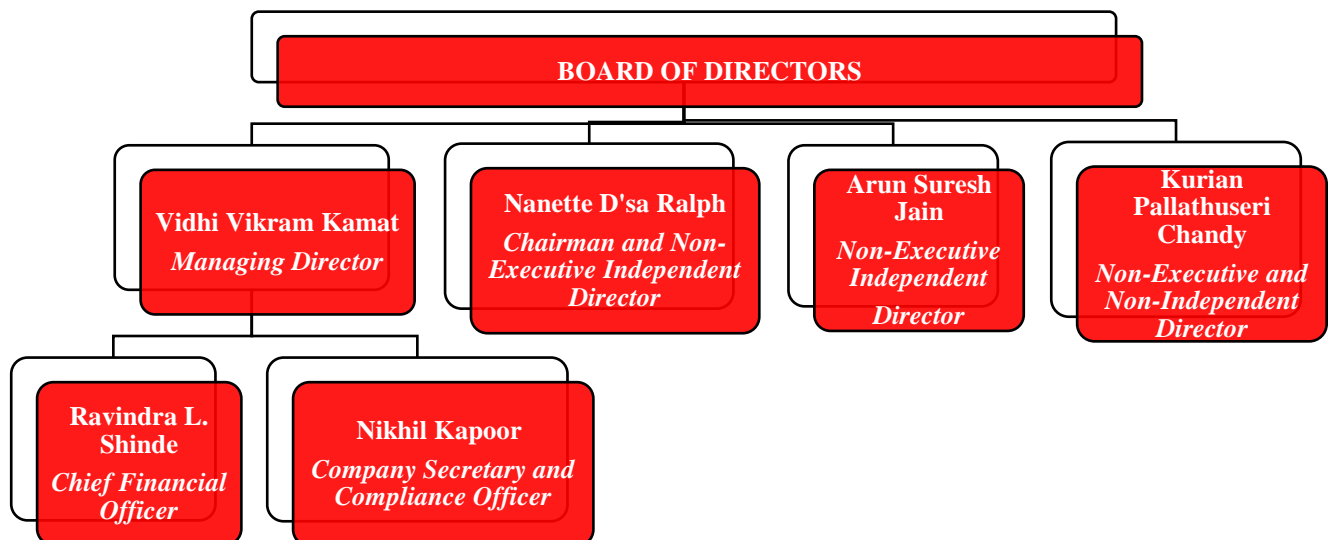 BOARD OF DIRECTORS
Vidhi Vikram Kamat
Managing Director
Nanette D'sa Ralph
Chairman and Non-
Executive Independent
Director
Arun Suresh
Jain
Non-Executive
Independent
Director
Kurian
Pallathuseri
Chandy
Non-Executive and
Non-Independent
Director
Ravindra L.
Shinde
Chief Financial
Officer
Nikhil Kapoor
Company Secretary and
Compliance Officer